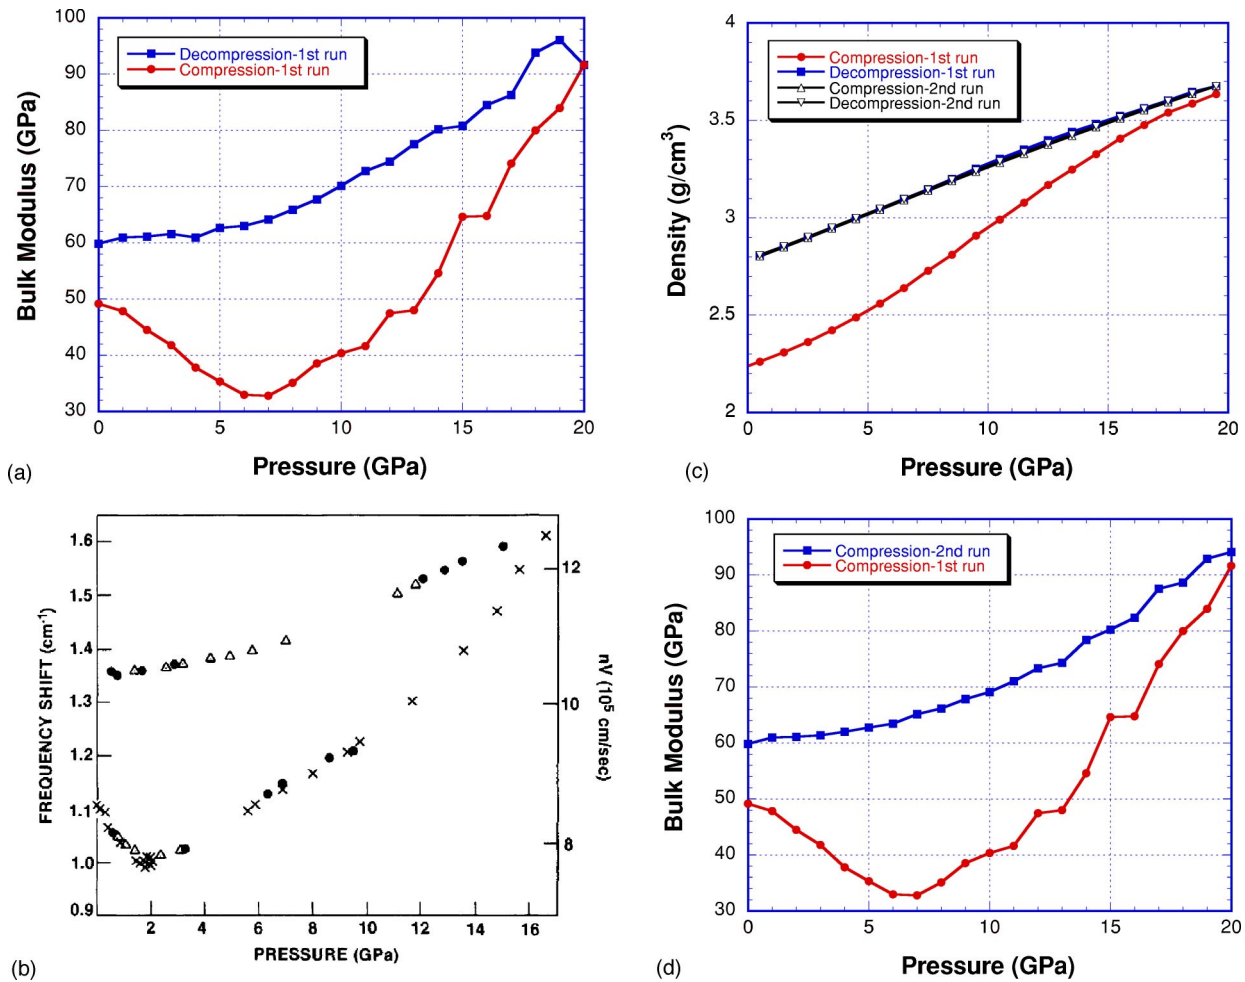 100
90
80
70
60
50
40
30
Bulk Modulus (GPa)
Decompression-1st run
Compression-1st run
0
5
10
15
20
Pressure (GPa)
(a)
4
3.5
3
2.5
2
Density (g/cm³)
Compression-1st run
Decompression-1st run
Compression-2nd run
Decompression-2nd run
0
5
10
15
20
Pressure (GPa)
(c)
1.6
1.5
1.4
1.3
1.2
1.1
1.0
0.9
FREQUENCY SHIFT (cm⁻¹)
12
10
8
nV (10⁵ cm/sec)
2
4
6
8
10
12
14
16
PRESSURE (GPa)
(b)
100
90
80
70
60
50
40
30
Bulk Modulus (GPa)
Compression-2nd run
Compression-1st run
0
5
10
15
20
Pressure (GPa)
(d)